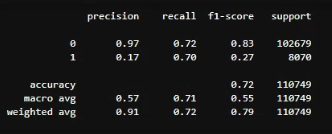 precision recall f1-score support
0 0.97 0.72 0.83 102679
1 0.17 0.70 0.27 8070
accuracy 0.72 110749
macro avg 0.57 0.71 0.55 110749
weighted avg 0.91 0.72 0.79 110749